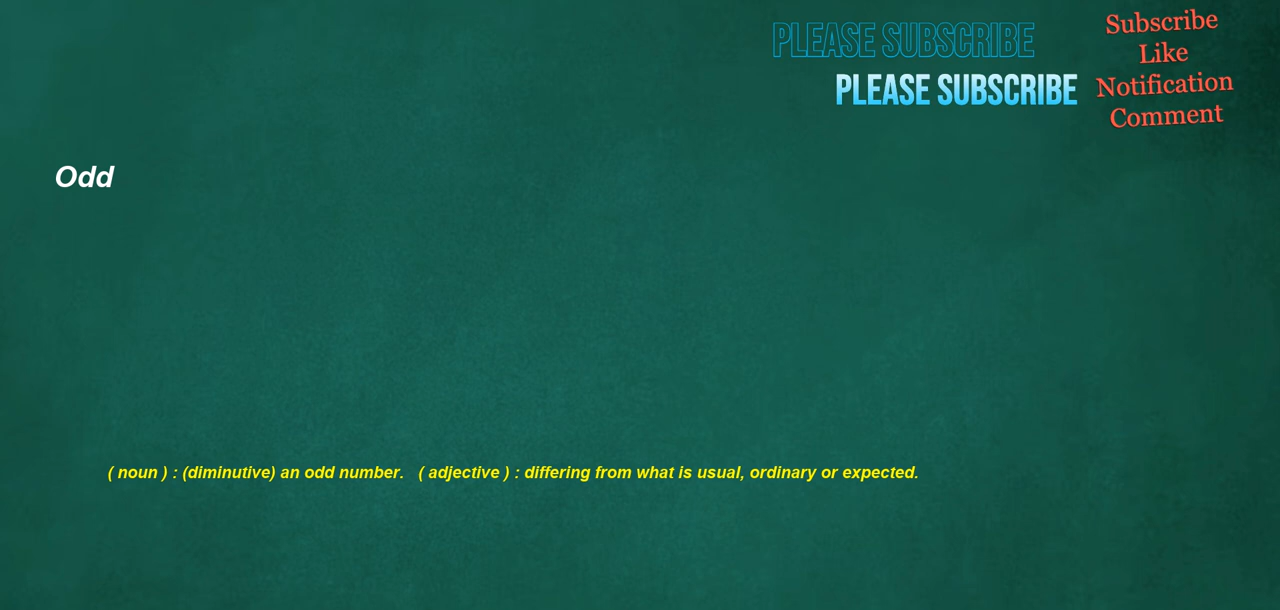 PLEASE SUBSCRIBE
PLEASE SUBSCRIBE
Subscribe
Like
Notification
Comment
Odd
( noun ) : (diminutive) an odd number.   ( adjective ) : differing from what is usual, ordinary or expected.